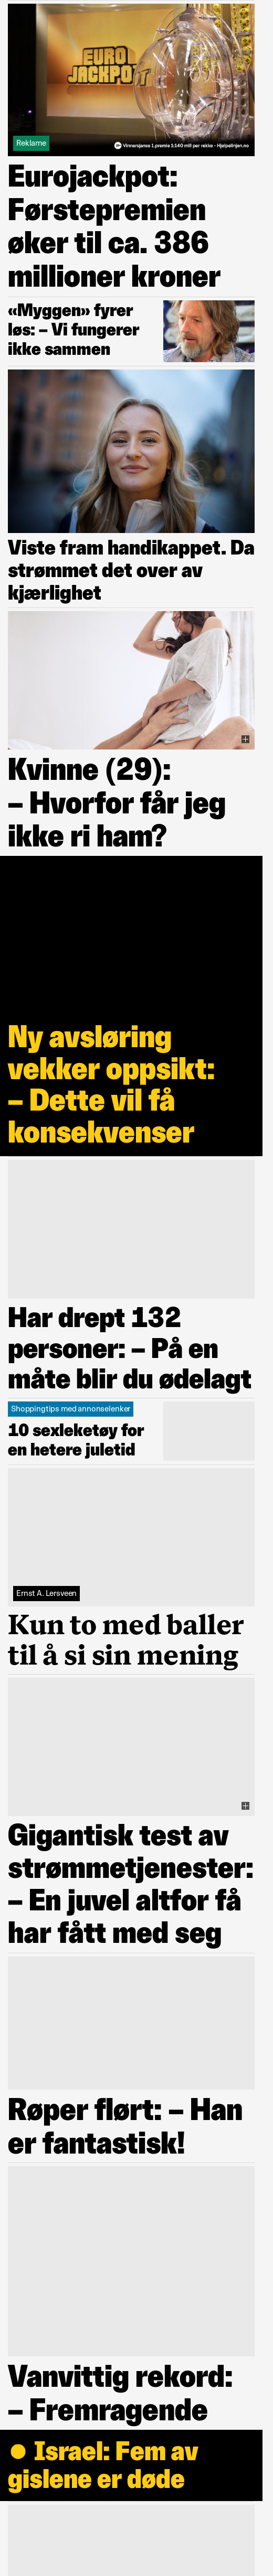 EURO
JACKPOT
Reklame
Vinnersjanse 1.premie 1:140 mill per rekke - Hjelpelinjen.no
Eurojackpot:
Førstepremien
øker til ca. 386
millioner kroner
«Myggen» fyrer
løs: – Vi fungerer
ikke sammen
Viste fram handikappet. Da
strømmet det over av
kjærlighet
Kvinne (29):
– Hvorfor får jeg
ikke ri ham?
Ny avsløring
vekker oppsikt:
– Dette vil få
konsekvenser
Har drept 132
personer: – På en
måte blir du ødelagt
Shoppingtips med annonselenker
10 sexleketøy for
en hetere juletid
Ernst A. Lersveen
Kun to med baller
til å si sin mening
Gigantisk test av
strømmetjenester:
– En juvel altfor få
har fått med seg
Røper flørt: – Han
er fantastisk!
Vanvittig rekord:
– Fremragende
● Israel: Fem av
gislene er døde